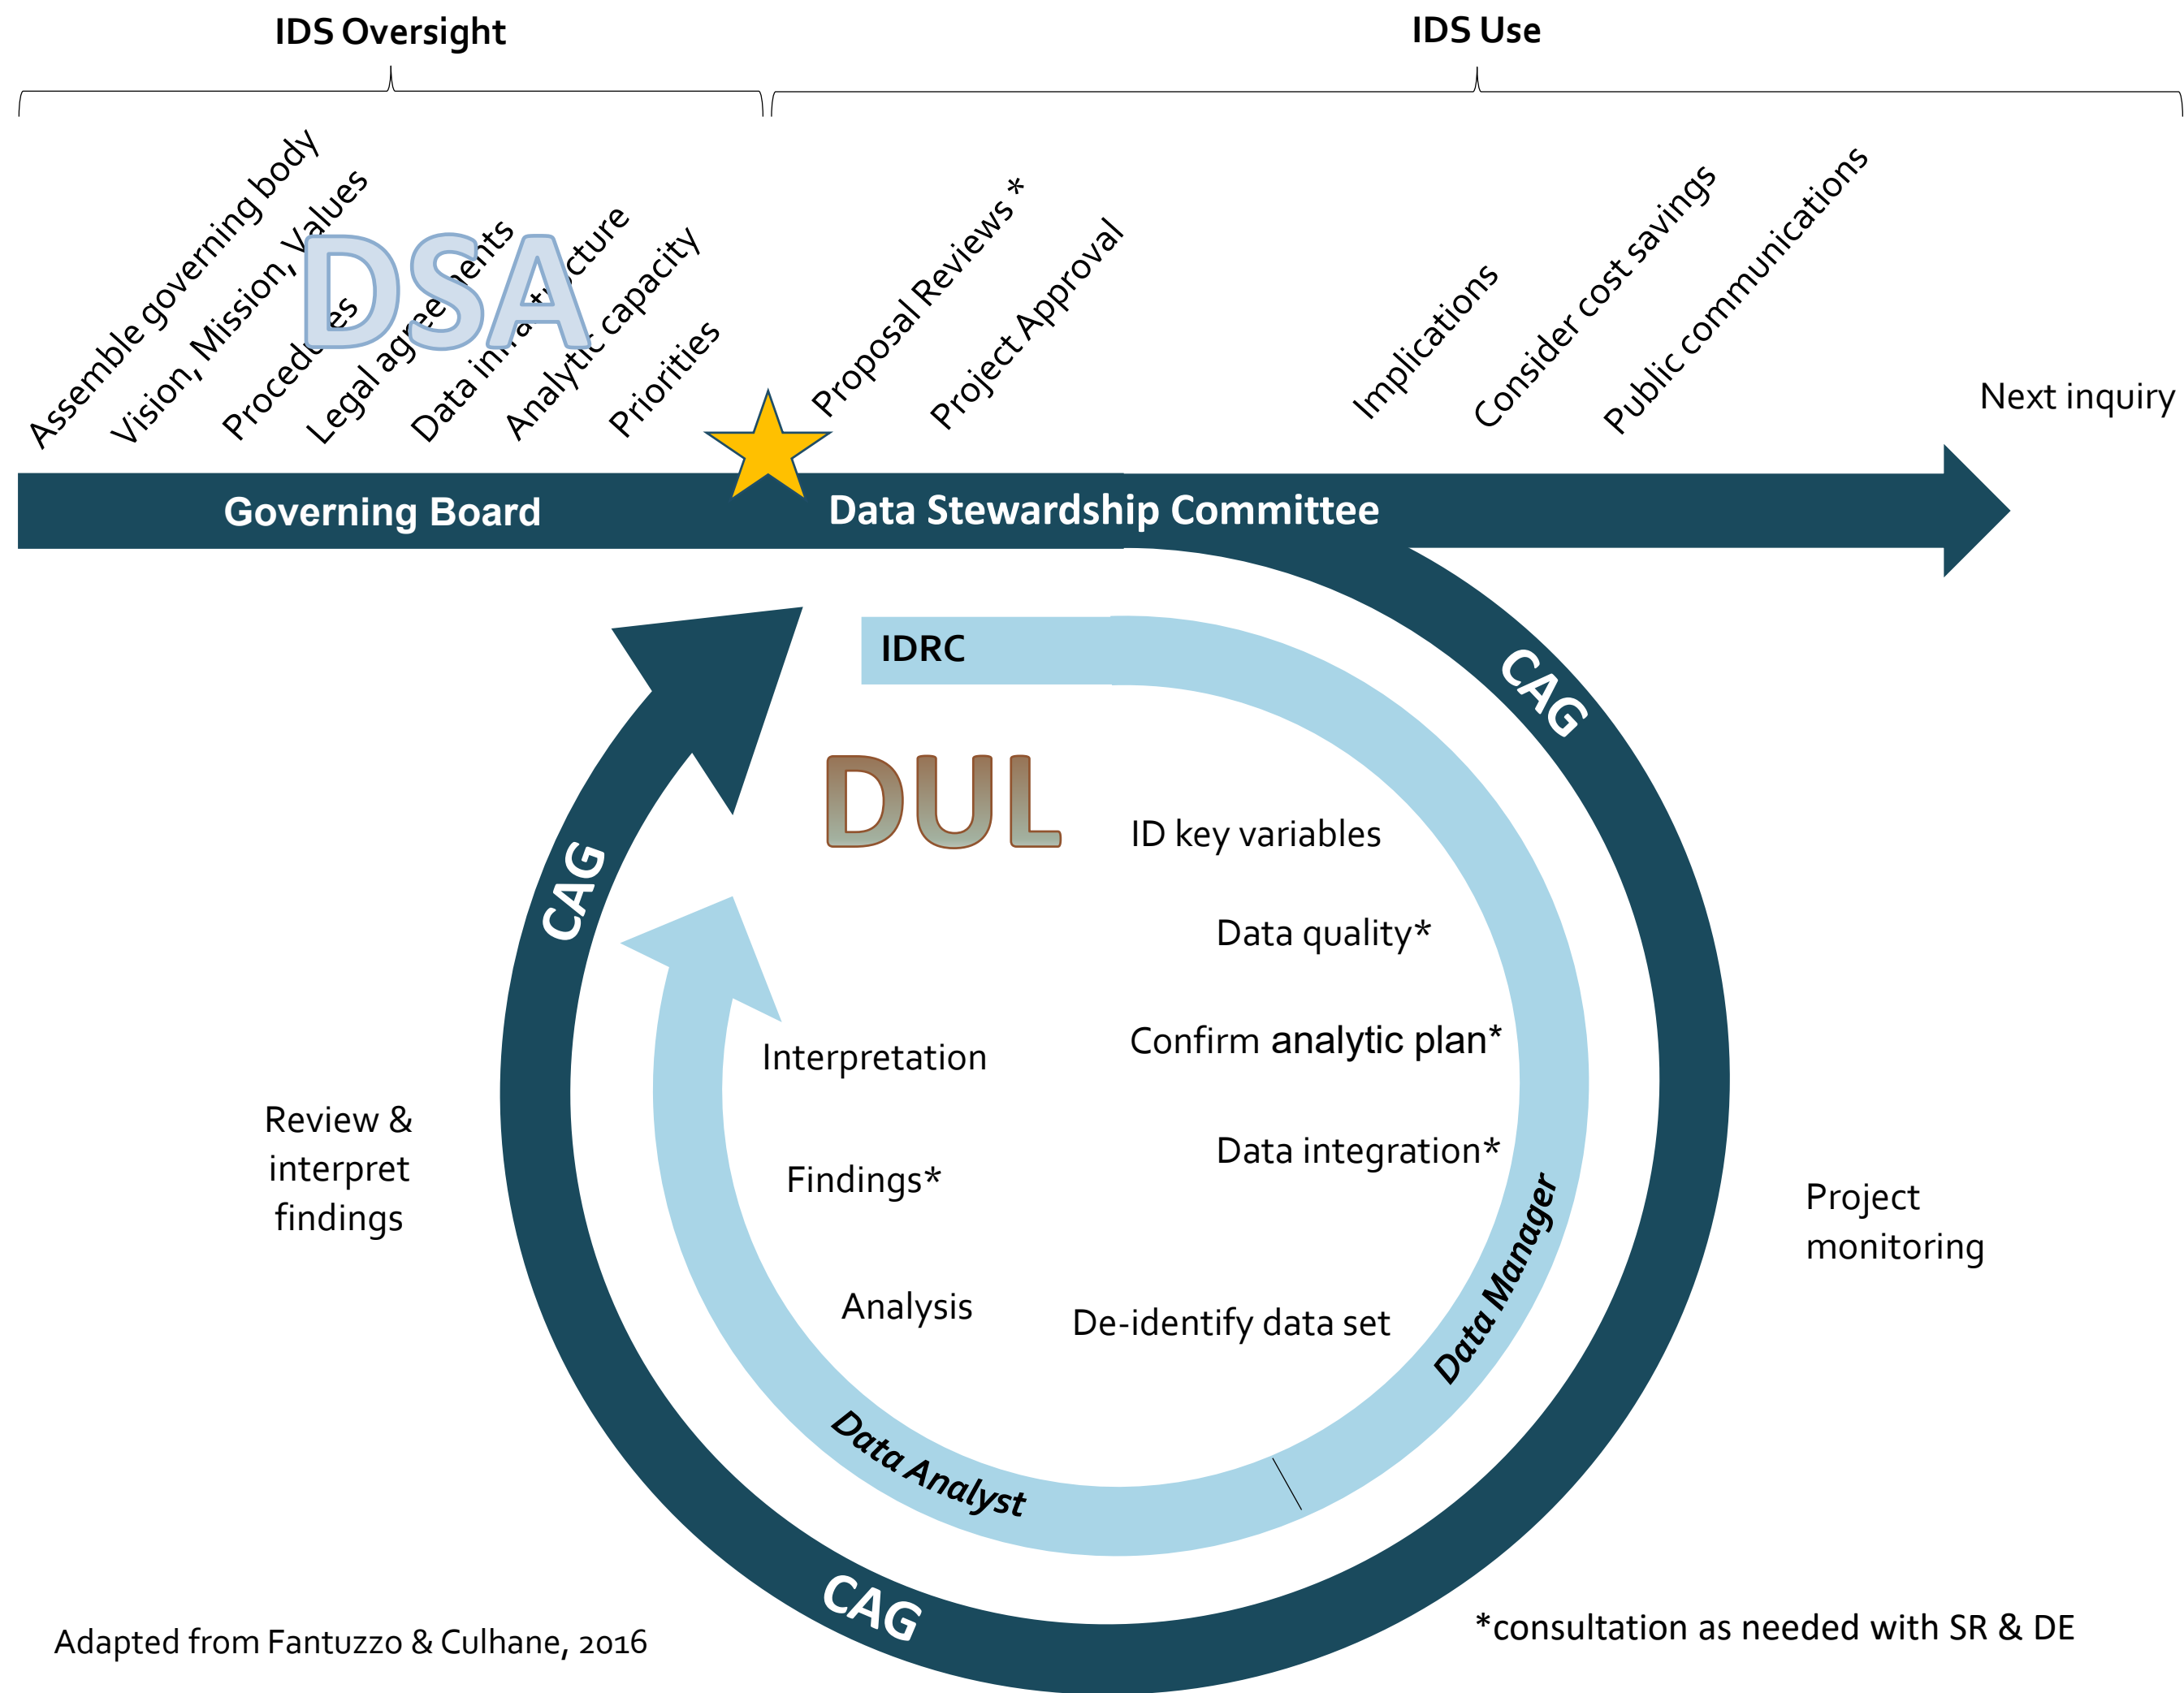 IDS Oversight
IDS Use
Assemble governing body
Vision, Mission, Values
Procedures
Legal agreements
Data infrastructure
Analytic capacity
Priorities
DSA
Proposal Reviews *
Project Approval
Implications
Consider cost savings
Public communications
Next inquiry
Governing Board
Data Stewardship Committee
IDRC
CAG
DUL
ID key variables
CAG
Data quality*
Confirm analytic plan*
Interpretation
Data integration*
Review &
interpret
findings
Findings*
Project
monitoring
Data Manager
Analysis
De-identify data set
Data Analyst
CAG
Adapted from Fantuzzo & Culhane, 2016
*consultation as needed with SR & DE